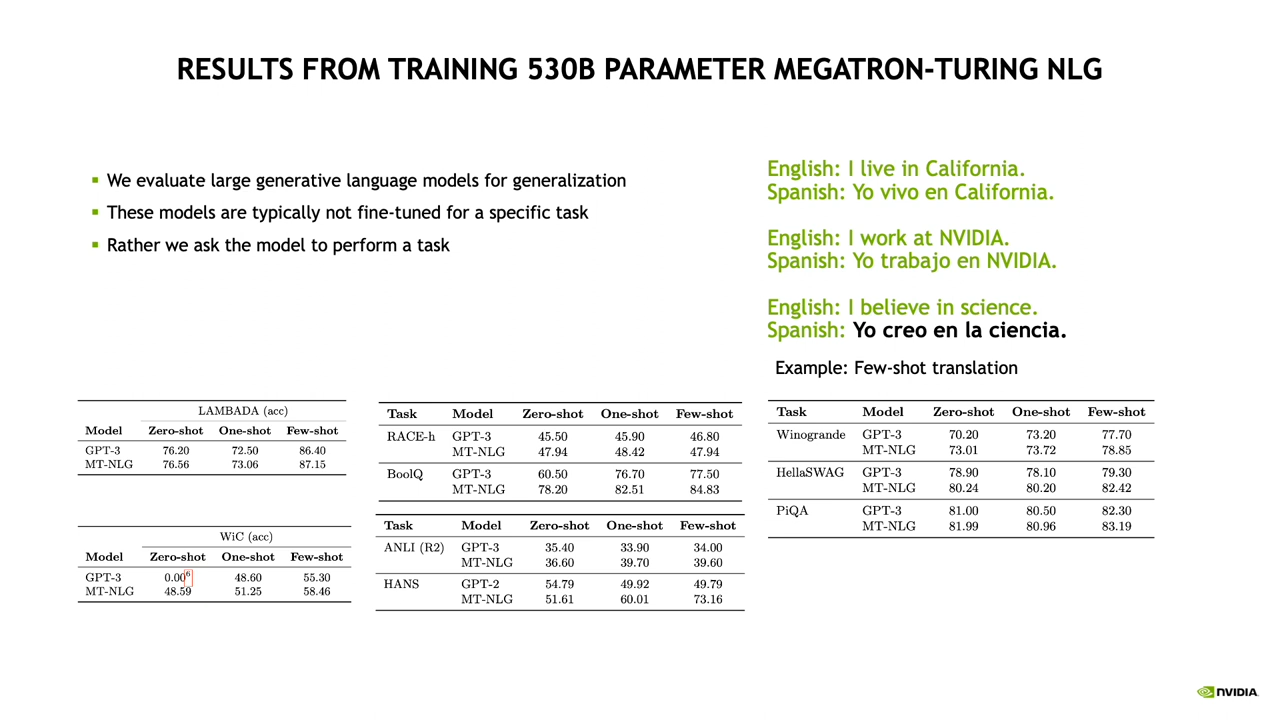 RESULTS FROM TRAINING 530B PARAMETER MEGATRON-TURING NLG
▪ We evaluate large generative language models for generalization
▪ These models are typically not fine-tuned for a specific task
▪ Rather we ask the model to perform a task
English: I live in California.
Spanish: Yo vivo en California.
English: I work at NVIDIA.
Spanish: Yo trabajo en NVIDIA.
English: I believe in science.
Spanish: Yo creo en la ciencia.
Example: Few-shot translation
LAMBADA (acc)
Model Zero-shot One-shot Few-shot
GPT-3 76.20 72.50 86.40
MT-NLG 76.56 73.06 87.15
WiC (acc)
Model Zero-shot One-shot Few-shot
GPT-3 0.00⁶ 48.60 55.30
MT-NLG 48.59 51.25 58.46
Task Model Zero-shot One-shot Few-shot
RACE-h GPT-3 45.50 45.90 46.80
MT-NLG 47.94 48.42 47.94
BoolQ GPT-3 60.50 76.70 77.50
MT-NLG 78.20 82.51 84.83
Task Model Zero-shot One-shot Few-shot
ANLI (R2) GPT-3 35.40 33.90 34.00
MT-NLG 36.60 39.70 39.60
HANS GPT-2 54.79 49.92 49.79
MT-NLG 51.61 60.01 73.16
Task Model Zero-shot One-shot Few-shot
Winogrande GPT-3 70.20 73.20 77.70
MT-NLG 73.01 73.72 78.85
HellaSWAG GPT-3 78.90 78.10 79.30
MT-NLG 80.24 80.20 82.42
PiQA GPT-3 81.00 80.50 82.30
MT-NLG 81.99 80.96 83.19
NVIDIA.